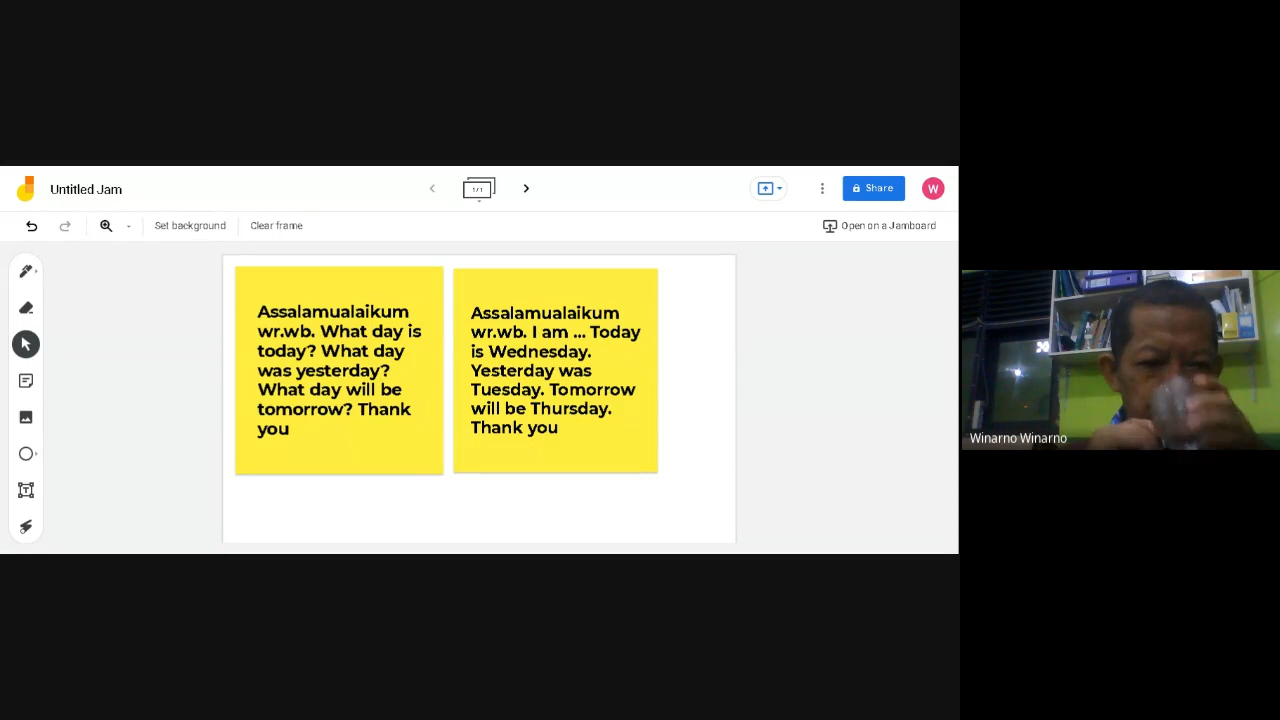 Untitled Jam
1/1
Share
W
Set background
Clear frame
Open on a Jamboard
Assalamualaikum
wr.wb. What day is
today? What day
was yesterday?
What day will be
tomorrow? Thank
you
Assalamualaikum
wr.wb. I am ... Today
is Wednesday.
Yesterday was
Tuesday. Tomorrow
will be Thursday.
Thank you
Winarno Winarno